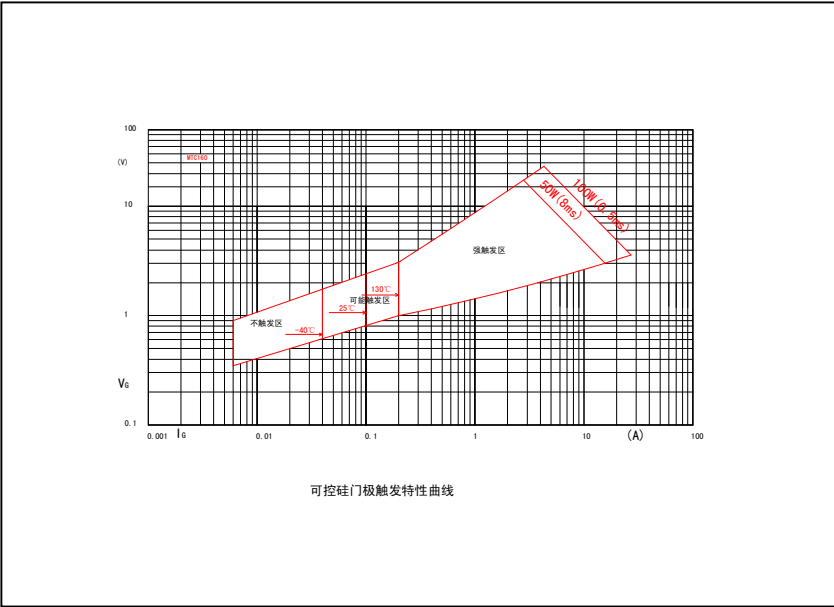 100
(V)
MTC160
10
100W(0.5ms)
50W(8ms)
强触发区
130℃
可能触发区
25℃
1
不触发区
-40℃
VG
0.1
0.001
IG
0.01
0.1
1
10
(A)
100
可控硅门极触发特性曲线